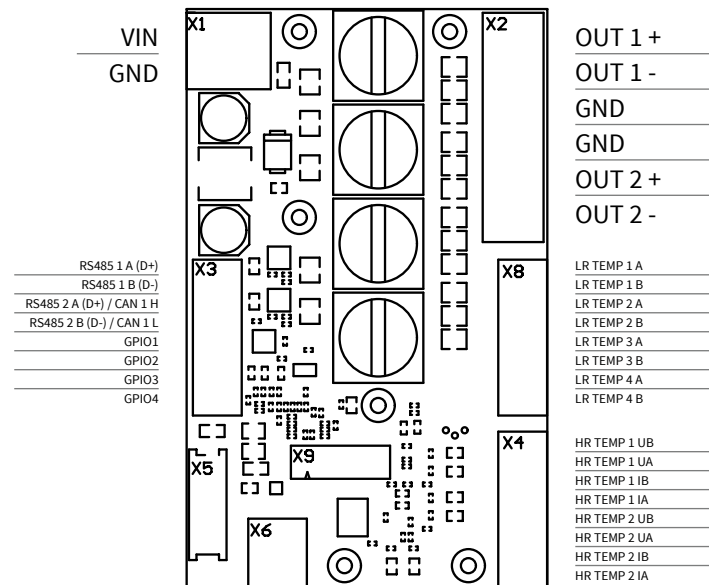 VIN
GND
X1
X2
OUT 1 +
OUT 1 -
GND
GND
OUT 2 +
OUT 2 -
RS485 1 A (D+)
RS485 1 B (D-)
RS485 2 A (D+) / CAN 1 H
RS485 2 B (D-) / CAN 1 L
GPIO1
GPIO2
GPIO3
GPIO4
X3
X8
LR TEMP 1 A
LR TEMP 1 B
LR TEMP 2 A
LR TEMP 2 B
LR TEMP 3 A
LR TEMP 3 B
LR TEMP 4 A
LR TEMP 4 B
X5
X9
X6
X4
HR TEMP 1 UB
HR TEMP 1 UA
HR TEMP 1 IB
HR TEMP 1 IA
HR TEMP 2 UB
HR TEMP 2 UA
HR TEMP 2 IB
HR TEMP 2 IA